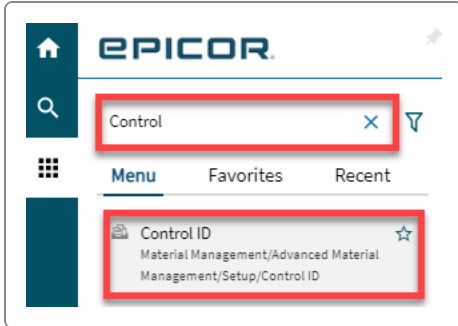 EPICOR
Control
Menu Favorites Recent
Control ID
Material Management/Advanced Material
Management/Setup/Control ID